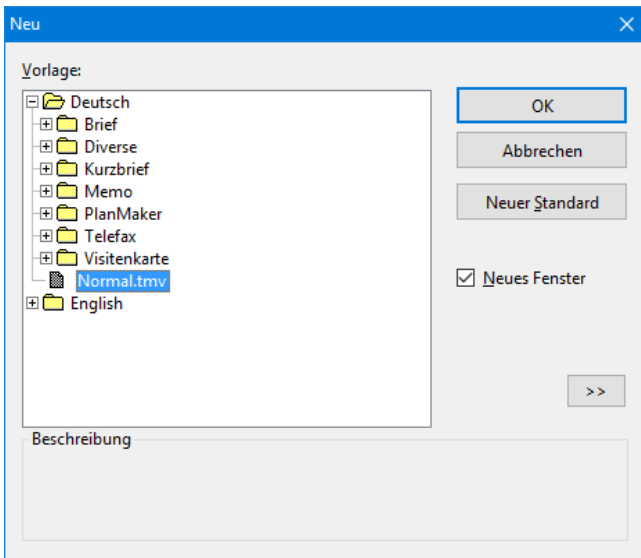 Neu
Vorlage:
Deutsch
Brief
Diverse
Kurzbrief
Memo
PlanMaker
Telefax
Visitenkarte
Normal.tmv
English
OK
Abbrechen
Neuer Standard
Neues Fenster
>>
Beschreibung